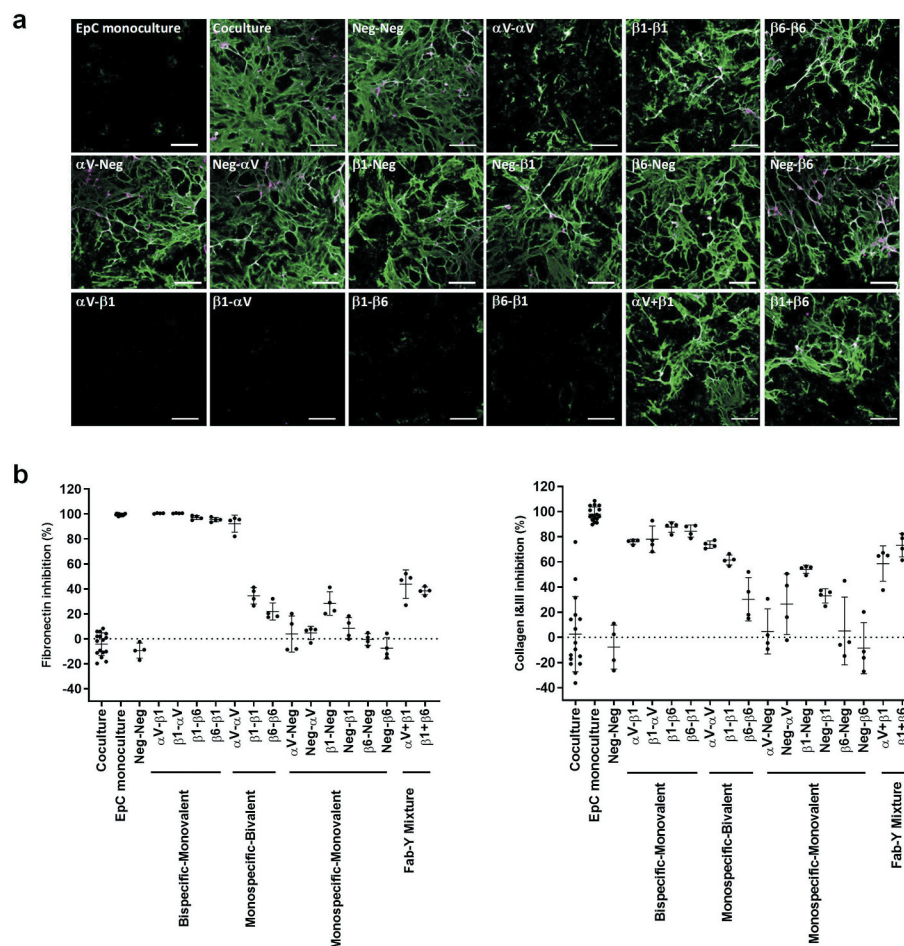 a
EpC monoculture Coculture Neg-Neg αV-αV β1-β1 β6-β6
αV-Neg Neg-αV β1-Neg Neg-β1 β6-Neg Neg-β6
αV-β1 β1-αV β1-β6 β6-β1 αV+β1 β1+β6
b
Fibronectin inhibition (%)
120
100
80
60
40
20
0
-20
-40
Coculture
EpC monoculture
Neg-Neg
αV-β1
β1-αV
β1-β6
β6-β1
αV-αV
β1-β1
β6-β6
αV-Neg
Neg-αV
β1-Neg
Neg-β1
β6-Neg
Neg-β6
αV+β1
β1+β6
Bispecific-Monovalent
Monospecific-Bivalent
Monospecific-Monovalent
Fab-Y Mixture
Collagen I&III inhibition (%)
120
100
80
60
40
20
0
-20
-40
Coculture
EpC monoculture
Neg-Neg
αV-β1
β1-αV
β1-β6
β6-β1
αV-αV
β1-β1
β6-β6
αV-Neg
Neg-αV
β1-Neg
Neg-β1
β6-Neg
Neg-β6
αV+β1
β1+β6
Bispecific-Monovalent
Monospecific-Bivalent
Monospecific-Monovalent
Fab-Y Mixture